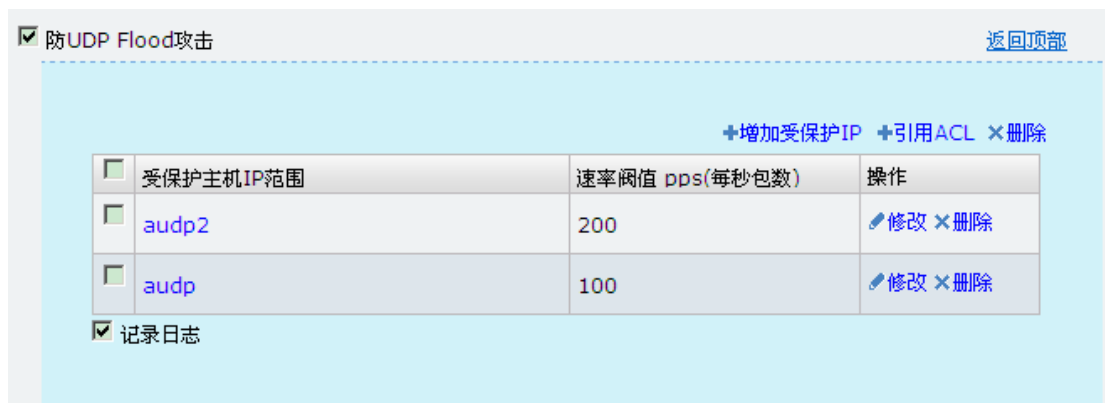 防UDP Flood攻击 返回顶部
增加受保护IP 引用ACL 删除
受保护主机IP范围 速率阀值 pps(每秒包数) 操作
audp2 200 修改 删除
audp 100 修改 删除
记录日志